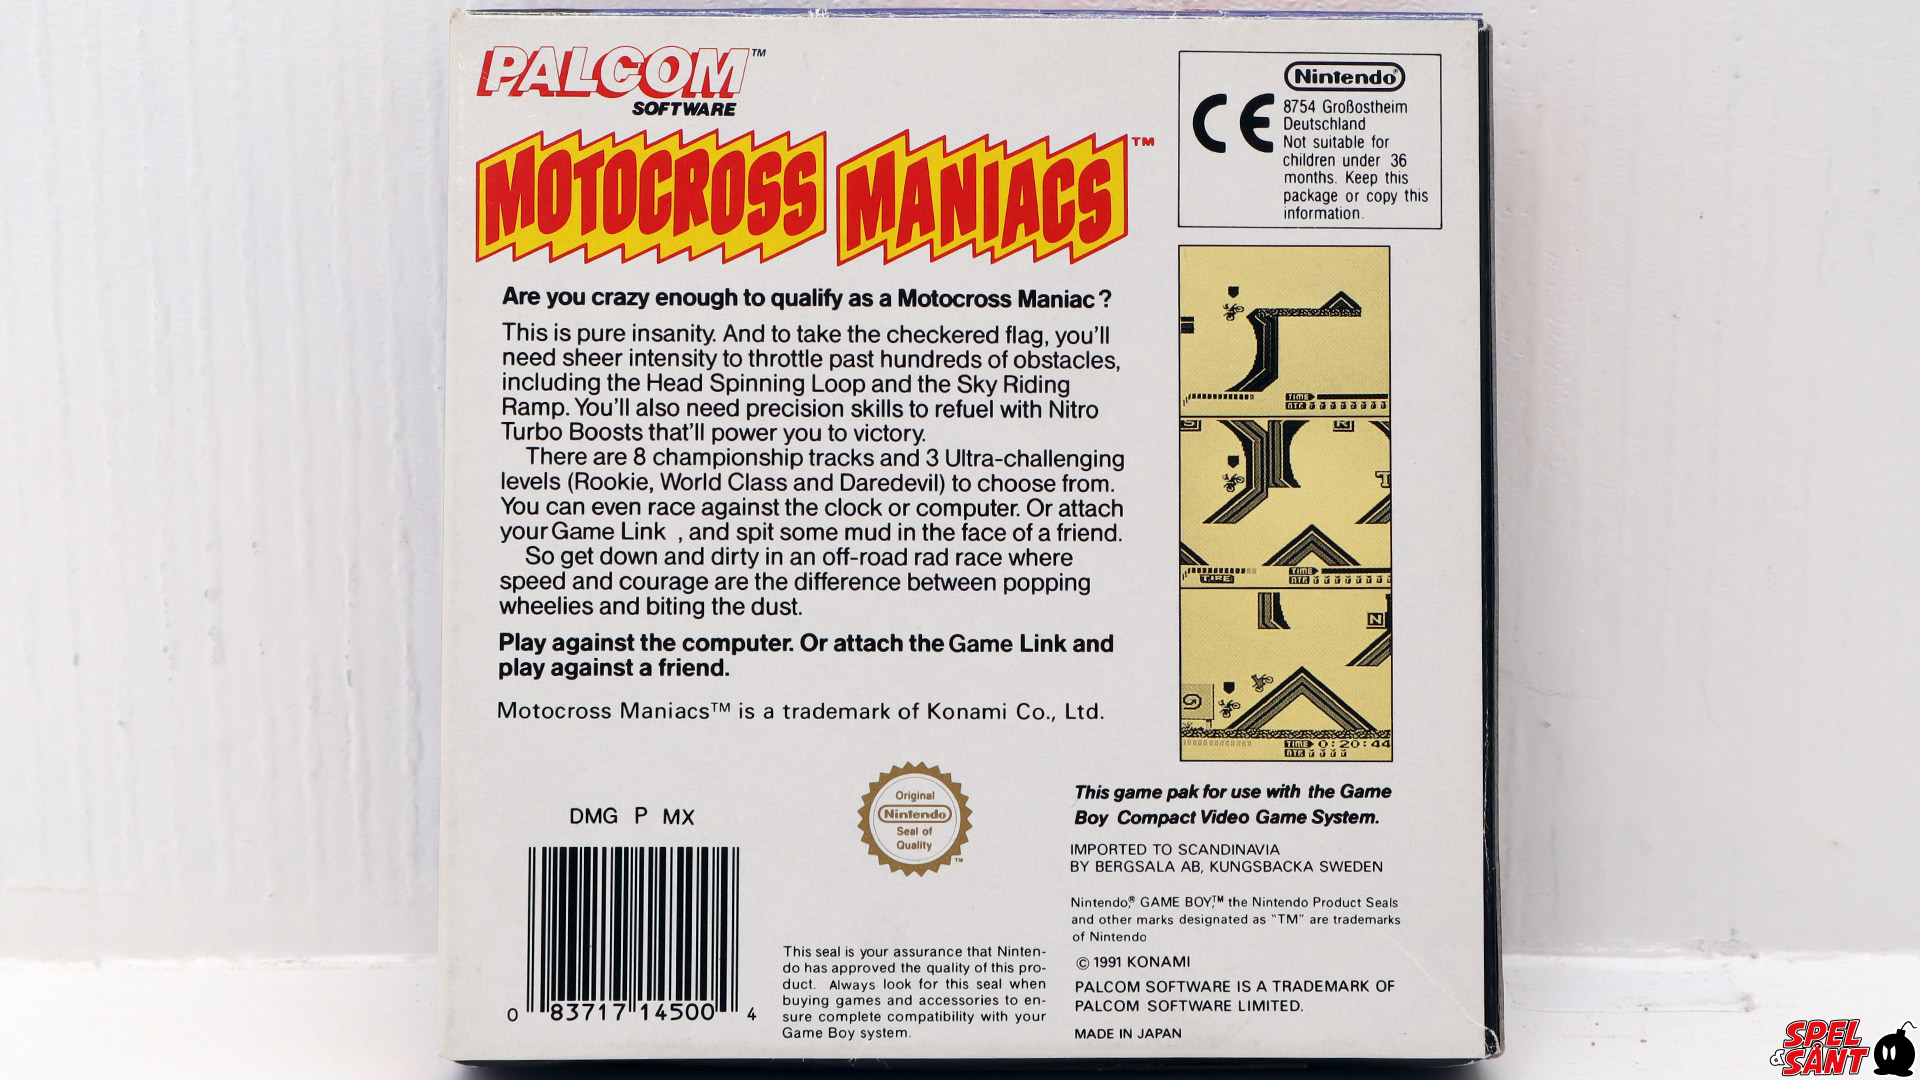 PALCOM™
SOFTWARE
MOTOCROSS MANIACS™
Are you crazy enough to qualify as a Motocross Maniac?
This is pure insanity. And to take the checkered flag, you'll
need sheer intensity to throttle past hundreds of obstacles,
including the Head Spinning Loop and the Sky Riding
Ramp. You'll also need precision skills to refuel with Nitro
Turbo Boosts that'll power you to victory.
There are 8 championship tracks and 3 Ultra-challenging
levels (Rookie, World Class and Daredevil) to choose from.
You can even race against the clock or computer. Or attach
your Game Link , and spit some mud in the face of a friend.
So get down and dirty in an off-road rad race where
speed and courage are the difference between popping
wheelies and biting the dust.
Play against the computer. Or attach the Game Link and
play against a friend.
Motocross Maniacs™ is a trademark of Konami Co., Ltd.
CE
Nintendo®
8754 Großostheim
Deutschland
Not suitable for
children under 36
months. Keep this
package or copy this
information.
TIME
NTR
TIRE
TIME
NTR
N
TIME 0:20:44
NTR
DMG P MX
0 83717 14500 4
Original
Nintendo
Seal of
Quality
™
This seal is your assurance that Ninten-
do has approved the quality of this pro-
duct. Always look for this seal when
buying games and accessories to en-
sure complete compatibility with your
Game Boy system.
This game pak for use with the Game
Boy Compact Video Game System.
IMPORTED TO SCANDINAVIA
BY BERGSALA AB, KUNGSBACKA SWEDEN
Nintendo,® GAME BOY,™ the Nintendo Product Seals
and other marks designated as "TM" are trademarks
of Nintendo
© 1991 KONAMI
PALCOM SOFTWARE IS A TRADEMARK OF
PALCOM SOFTWARE LIMITED.
MADE IN JAPAN
SPEL
&SÅNT